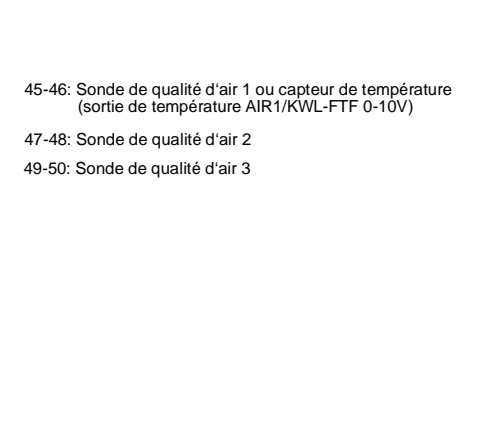 45-46: Sonde de qualité d‘air 1 ou capteur de température
(sortie de température AIR1/KWL-FTF 0-10V)
47-48: Sonde de qualité d‘air 2
49-50: Sonde de qualité d‘air 3